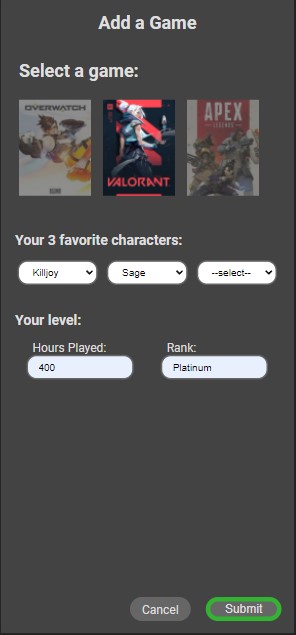 Add a Game
Select a game:
OVERWATCH
VALORANT
APEX
LEGENDS
Your 3 favorite characters:
Killjoy Sage --select--
Your level:
Hours Played: Rank:
400 Platinum
Cancel Submit